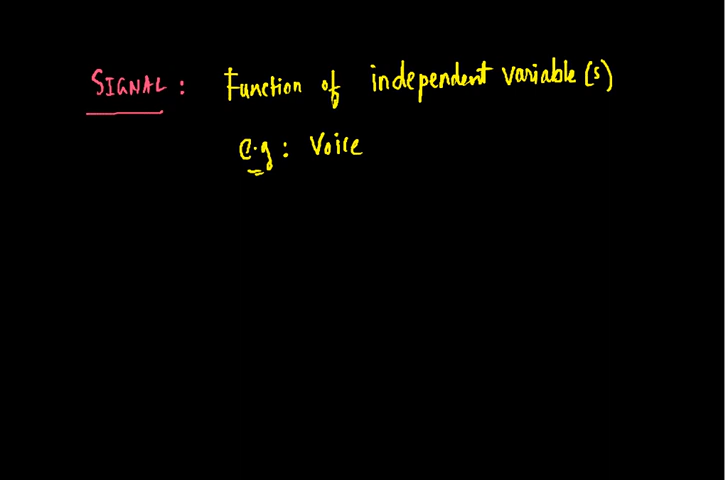 SIGNAL : Function of independent variable(s)
e.g : Voice